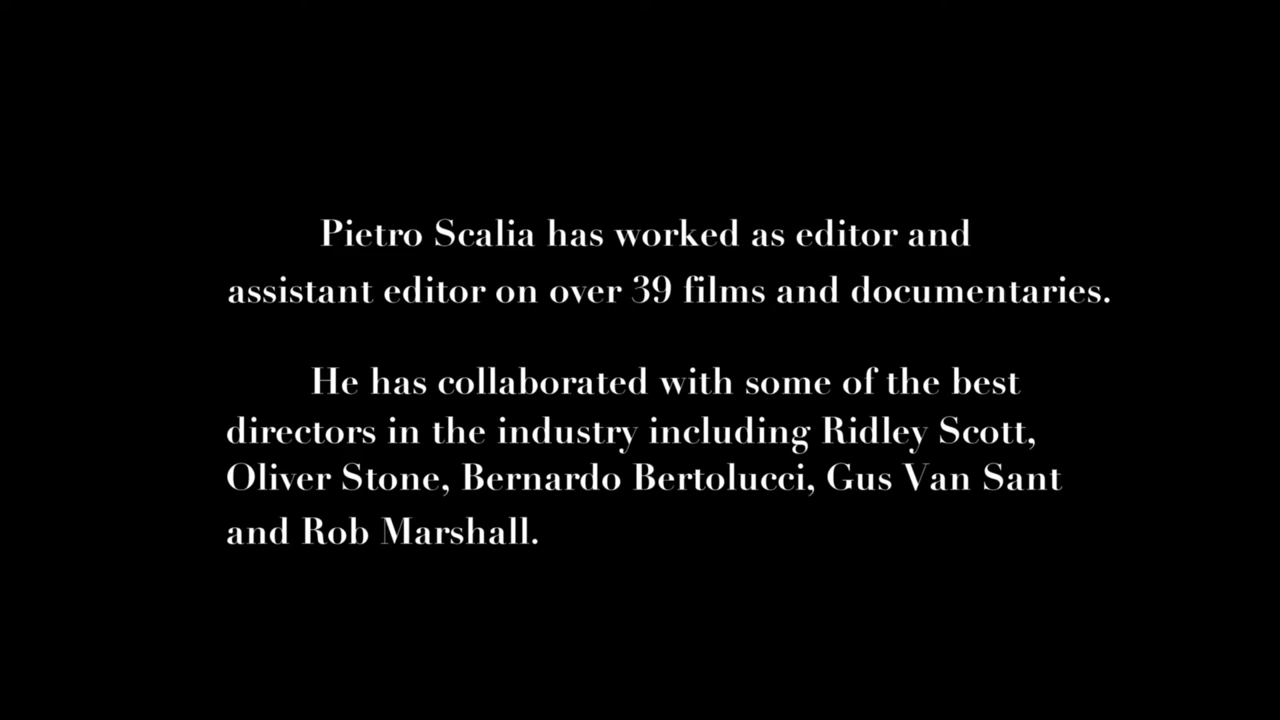 Pietro Scalia has worked as editor and
assistant editor on over 39 films and documentaries.
He has collaborated with some of the best
directors in the industry including Ridley Scott,
Oliver Stone, Bernardo Bertolucci, Gus Van Sant
and Rob Marshall.